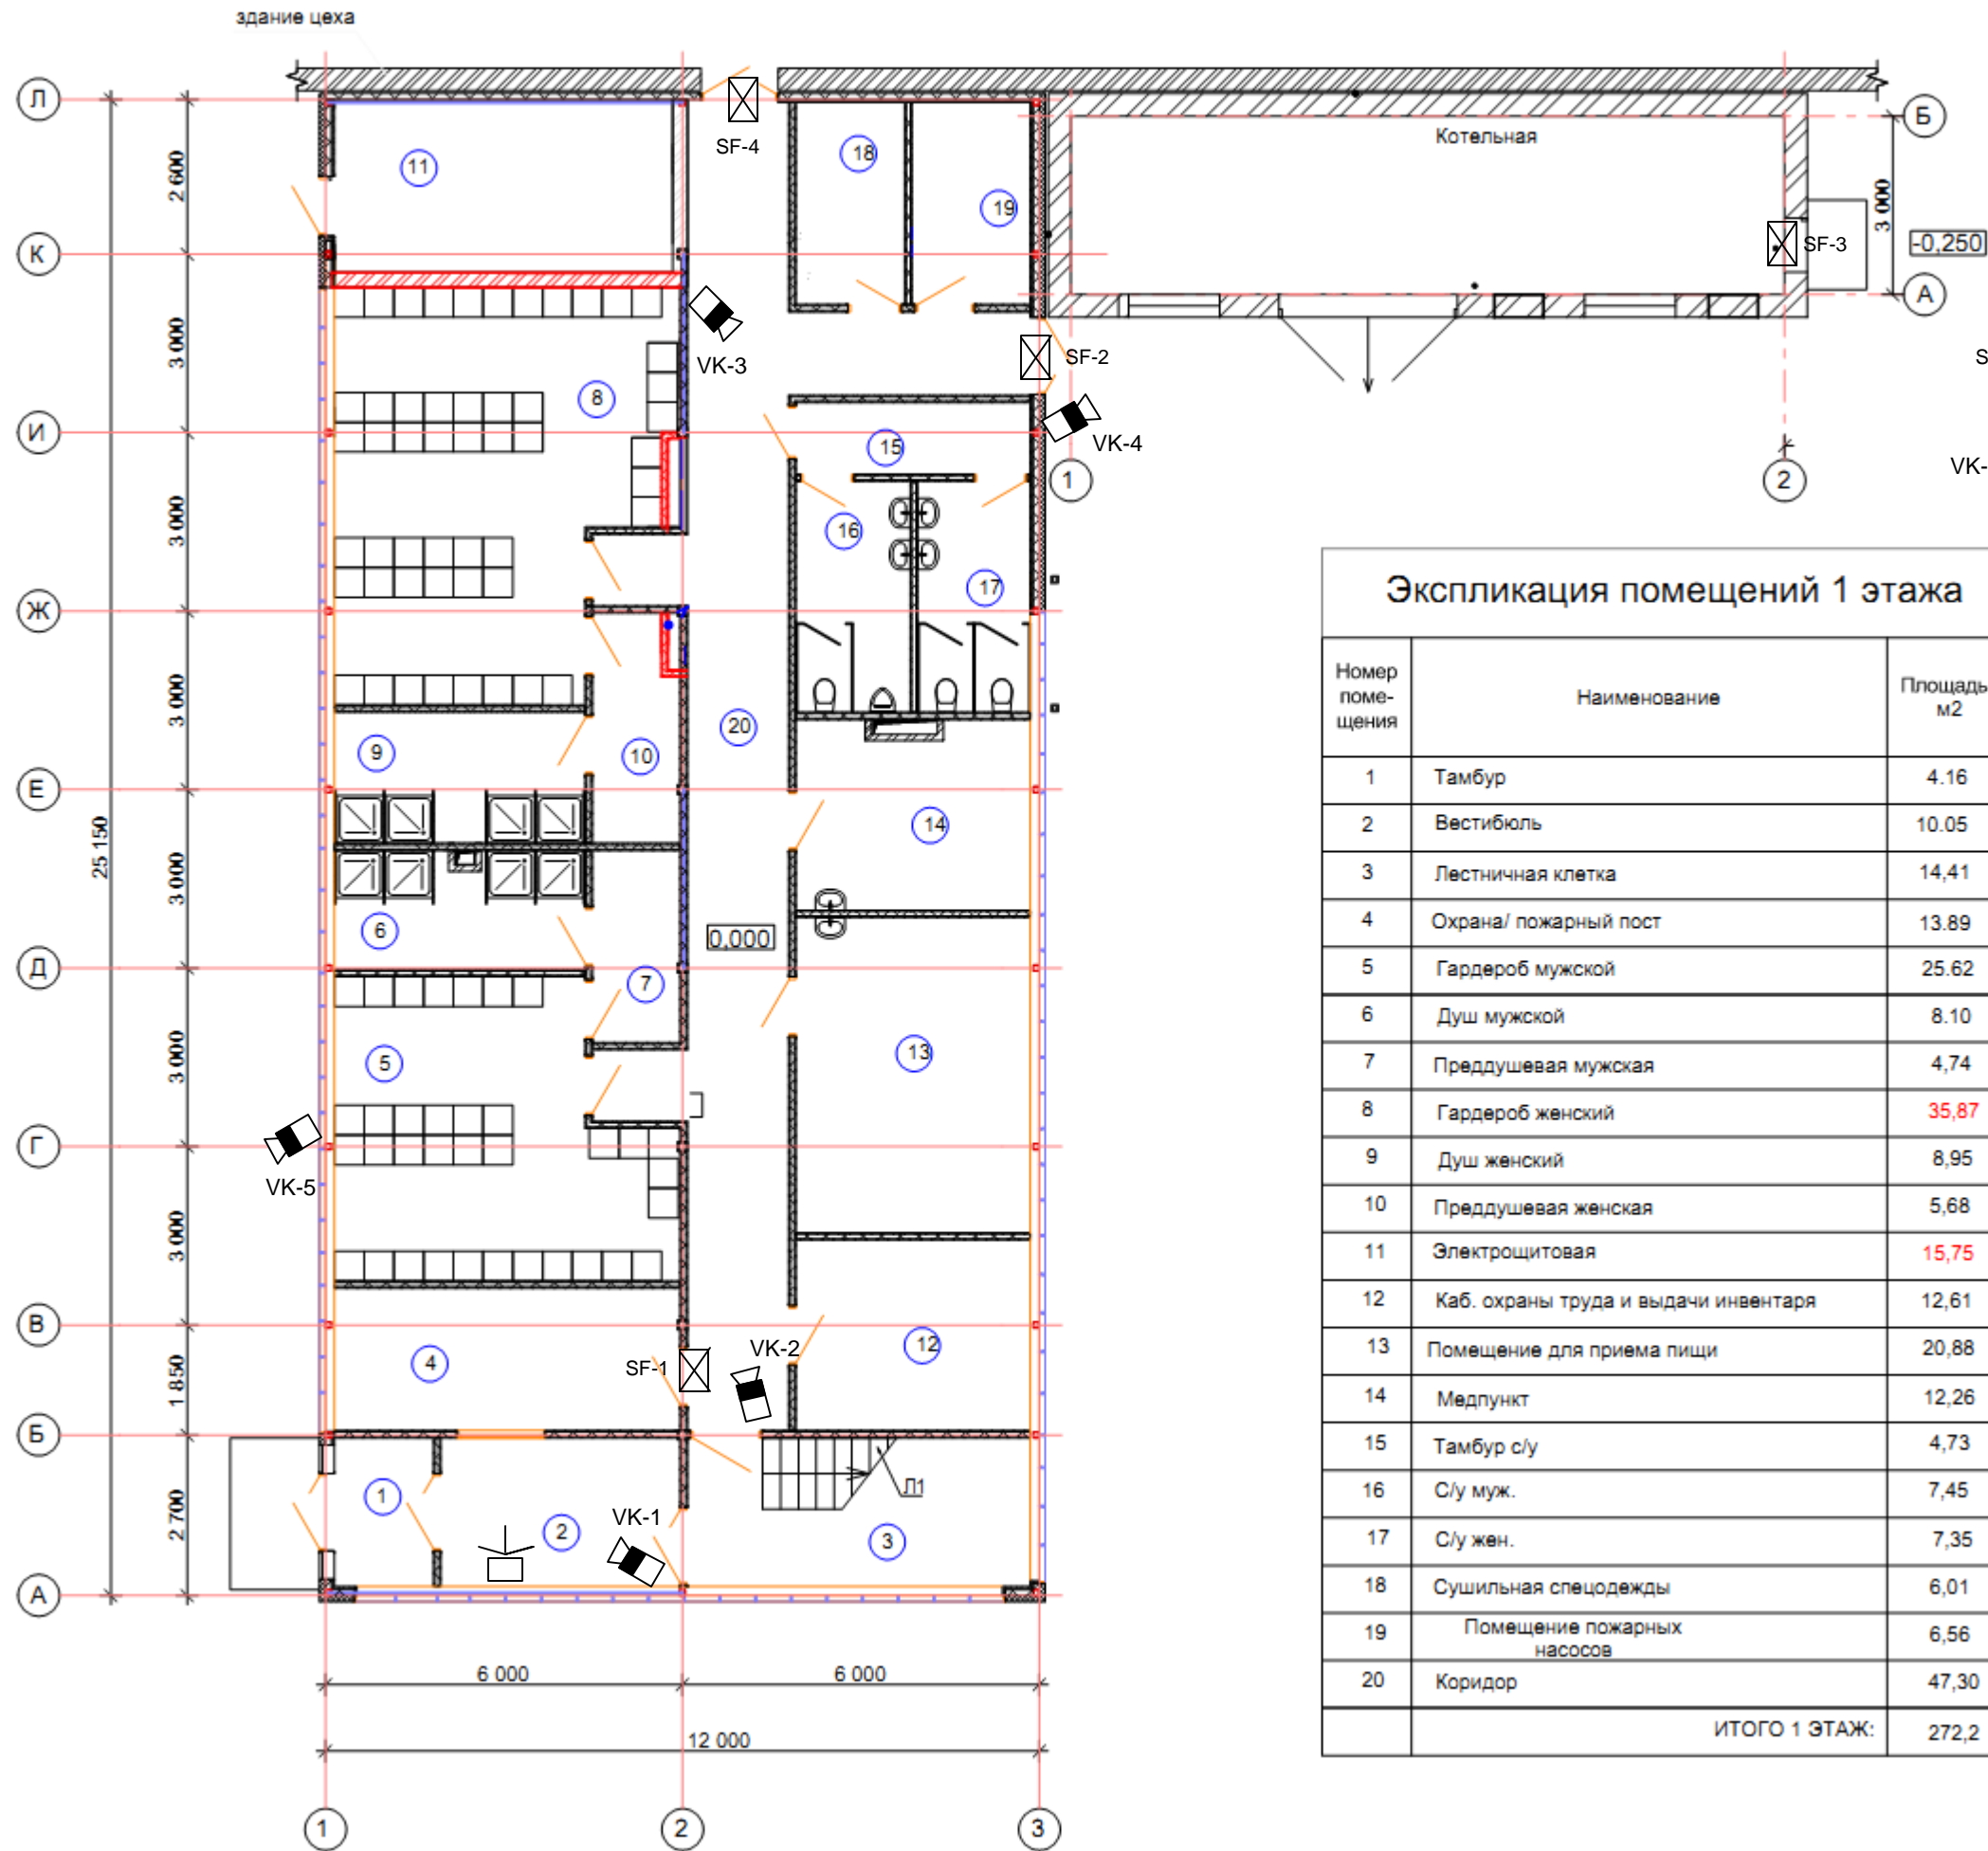 здание цеха
Л
К
И
Ж
Е
Д
Г
В
Б
А
2 600
3 000
3 000
3 000
3 000
3 000
3 000
1 850
2 700
25 150
SF-4
Котельная
Б
3 000
-0,250
А
SF-3
11
18
19
VK-3
SF-2
S
8
15
VK-4
VK-
1
2
16
17
20
9
10
14
6
0,000
7
5
13
VK-5
4
SF-1
VK-2
12
1
2
VK-1
Л1
3
6 000
6 000
12 000
1
2
3
Экспликация помещений 1 этажа
Номер
поме-
щения
Наименование
Площадь
м2
1 Тамбур 4.16
2 Вестибюль 10.05
3 Лестничная клетка 14,41
4 Охрана/ пожарный пост 13.89
5 Гардероб мужской 25.62
6 Душ мужской 8.10
7 Преддушевая мужская 4,74
8 Гардероб женский 35,87
9 Душ женский 8,95
10 Преддушевая женская 5,68
11 Электрощитовая 15,75
12 Каб. охраны труда и выдачи инвентаря 12,61
13 Помещение для приема пищи 20,88
14 Медпункт 12,26
15 Тамбур с/у 4,73
16 С/у муж. 7,45
17 С/у жен. 7,35
18 Сушильная спецодежды 6,01
19 Помещение пожарных
насосов 6,56
20 Коридор 47,30
ИТОГО 1 ЭТАЖ: 272,2